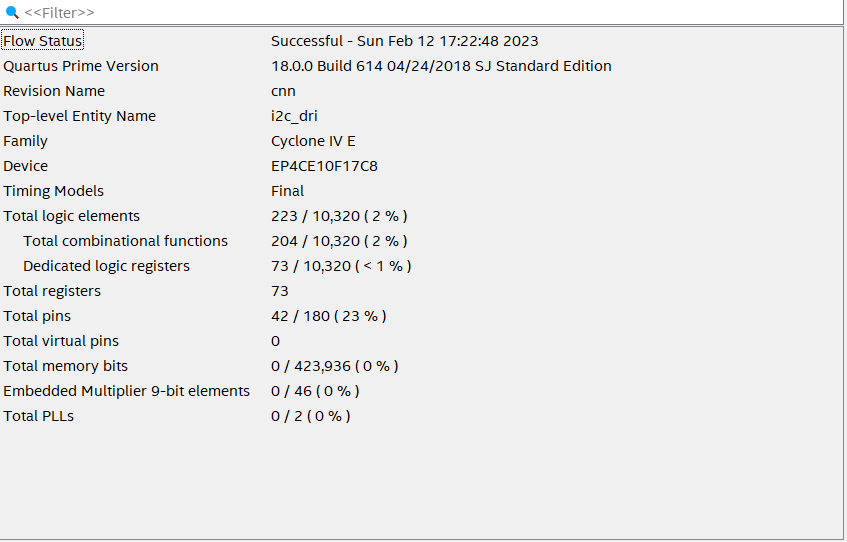 <<Filter>>
Flow Status Successful - Sun Feb 12 17:22:48 2023
Quartus Prime Version 18.0.0 Build 614 04/24/2018 SJ Standard Edition
Revision Name cnn
Top-level Entity Name i2c_dri
Family Cyclone IV E
Device EP4CE10F17C8
Timing Models Final
Total logic elements 223 / 10,320 ( 2 % )
Total combinational functions 204 / 10,320 ( 2 % )
Dedicated logic registers 73 / 10,320 ( < 1 % )
Total registers 73
Total pins 42 / 180 ( 23 % )
Total virtual pins 0
Total memory bits 0 / 423,936 ( 0 % )
Embedded Multiplier 9-bit elements 0 / 46 ( 0 % )
Total PLLs 0 / 2 ( 0 % )